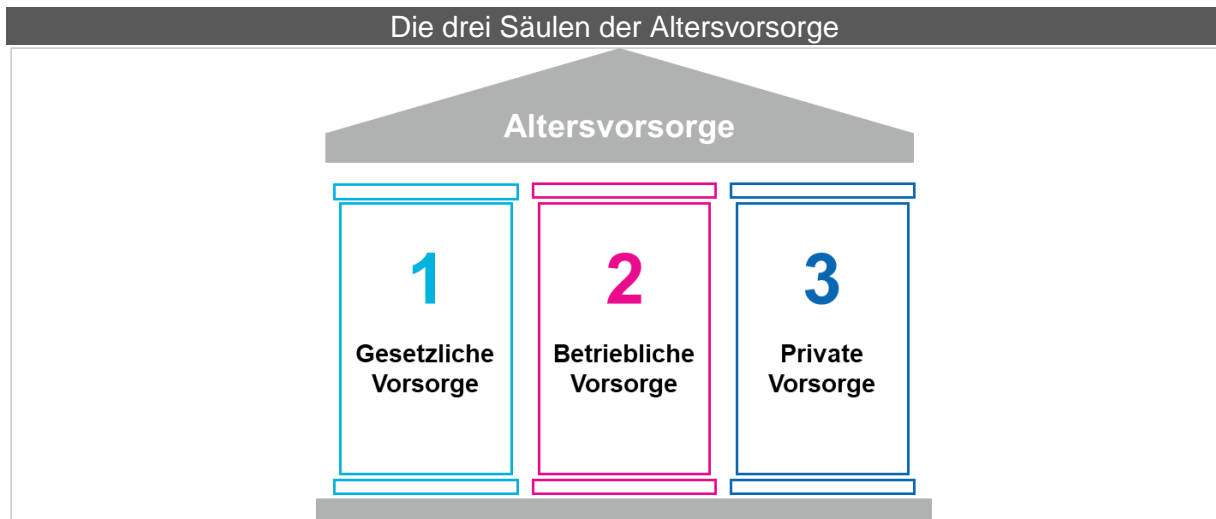 Die drei Säulen der Altersvorsorge
Altersvorsorge
1
Gesetzliche
Vorsorge
2
Betriebliche
Vorsorge
3
Private
Vorsorge